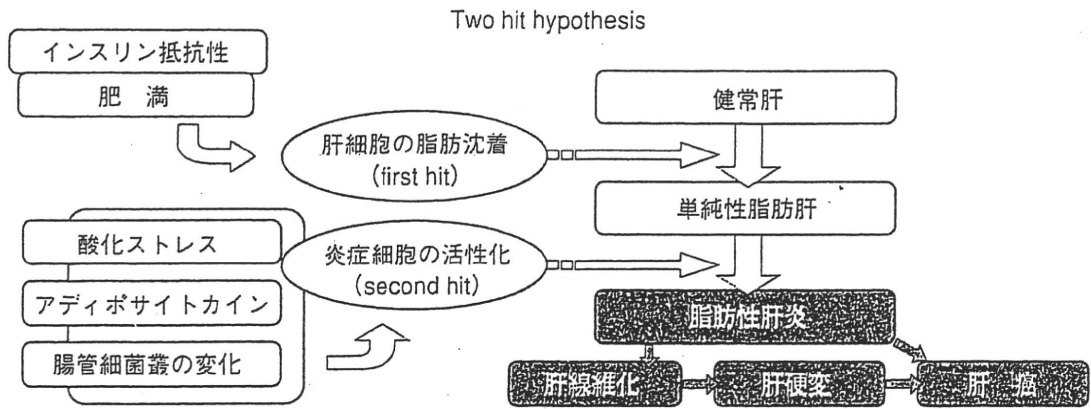 Two hit hypothesis
インスリン抵抗性
肥 満
肝細胞の脂肪沈着
(first hit)
健常肝
単純性脂肪肝
酸化ストレス
アディポサイトカイン
腸管細菌叢の変化
炎症細胞の活性化
(second hit)
脂肪性肝炎
肝線維化
肝硬変
肝 癌